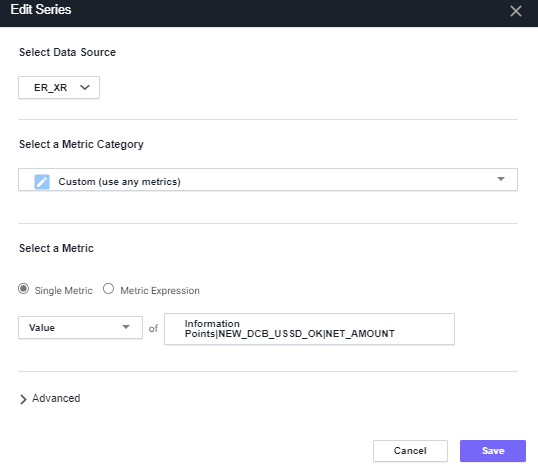 Edit Series
Select Data Source
ER_XR
Select a Metric Category
Custom (use any metrics)
Select a Metric
Single Metric Metric Expression
Value of Information
Points|NEW_DCB_USSD_OK|NET_AMOUNT
Advanced
Cancel Save